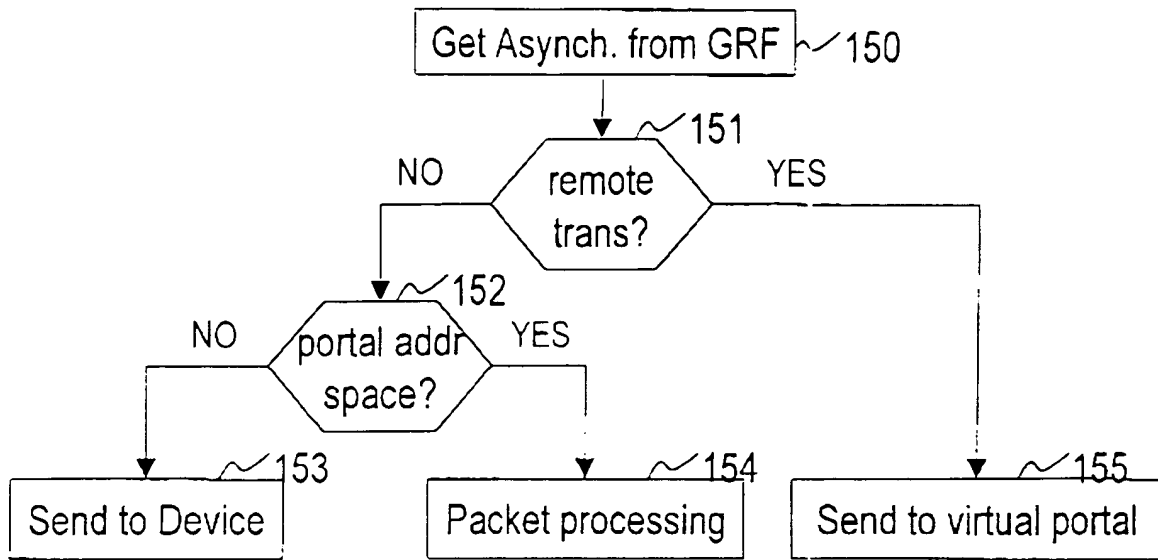 Get Asynch. from GRF
150
151
NO
remote
trans?
YES
152
NO
portal addr
space?
YES
153
Send to Device
154
Packet processing
155
Send to virtual portal